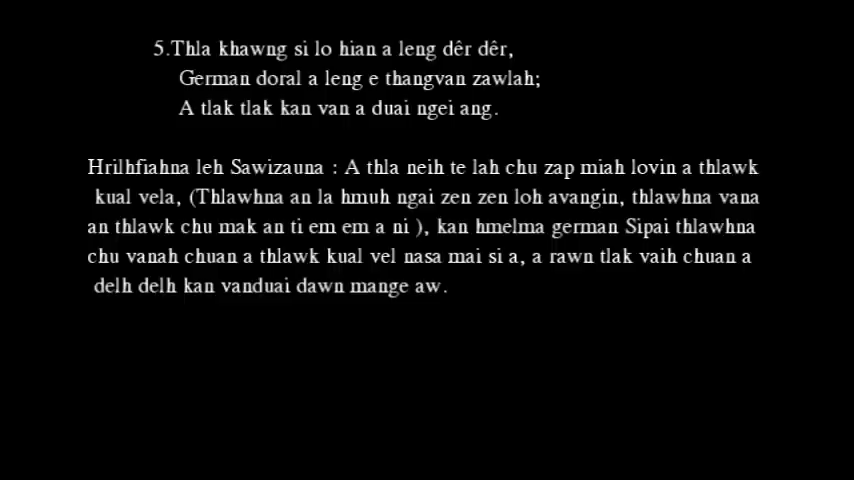 5.Thla khawng si lo hian a leng dêr dêr,
German doral a leng e thangvan zawlah;
A tlak tlak kan van a duai ngei ang.
Hrilhfiahna leh Sawizauna : A thla neih te lah chu zap miah lovin a thlawk
kual vela, (Thlawhna an la hmuh ngai zen zen loh avangin, thlawhna vana
an thlawk chu mak an ti em em a ni ), kan hmelma german Sipai thlawhna
chu vanah chuan a thlawk kual vel nasa mai si a, a rawn tlak vaih chuan a
delh delh kan vanduai dawn mange aw.